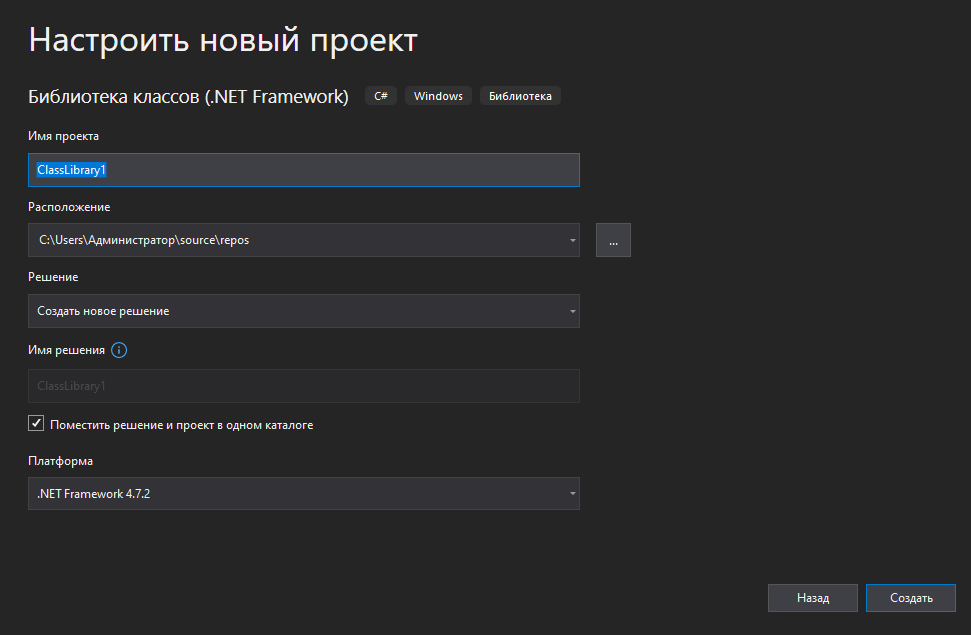 Настроить новый проект
Библиотека классов (.NET Framework) C# Windows Библиотека
Имя проекта
ClassLibrary1
Расположение
C:\Users\Администратор\source\repos
...
Решение
Создать новое решение
Имя решения
ClassLibrary1
Поместить решение и проект в одном каталоге
Платформа
.NET Framework 4.7.2
Назад Создать